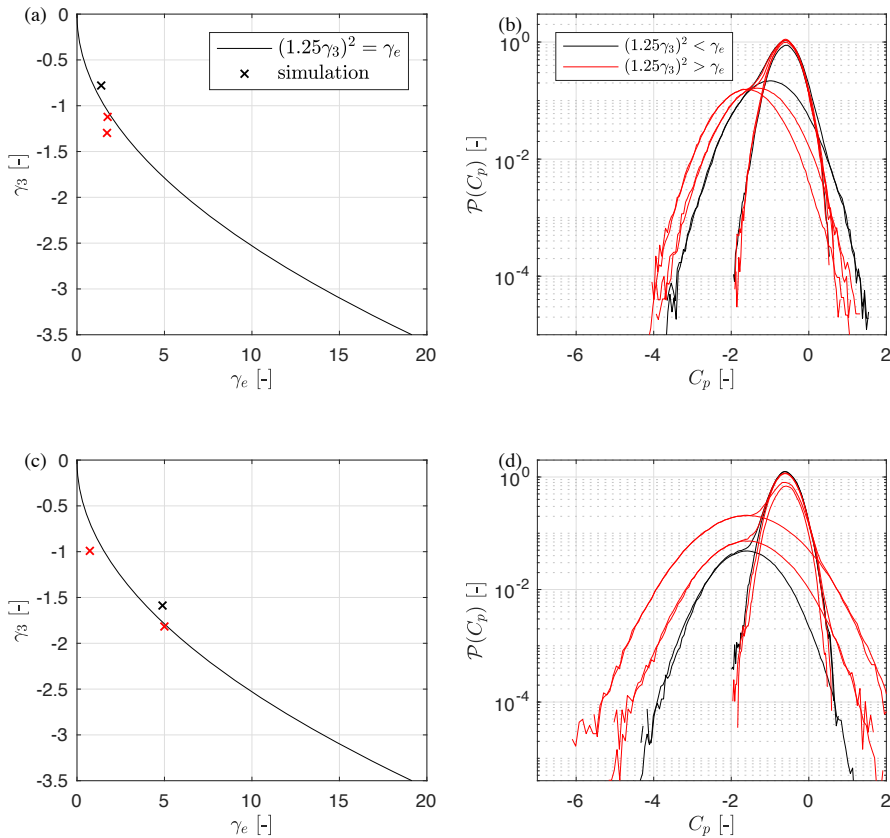 (a)
0
-0.5
-1
-1.5
-2
-2.5
-3
-3.5
0 5 10 15 20
γ₃ [-]
γₑ [-]
(1.25γ₃)² = γₑ
simulation
(b)
10⁰
10⁻²
10⁻⁴
-6 -4 -2 0 2
𝒫(Cₚ) [-]
Cₚ [-]
(1.25γ₃)² < γₑ
(1.25γ₃)² > γₑ
(c)
0
-0.5
-1
-1.5
-2
-2.5
-3
-3.5
0 5 10 15 20
γ₃ [-]
γₑ [-]
(d)
10⁰
10⁻²
10⁻⁴
-6 -4 -2 0 2
𝒫(Cₚ) [-]
Cₚ [-]